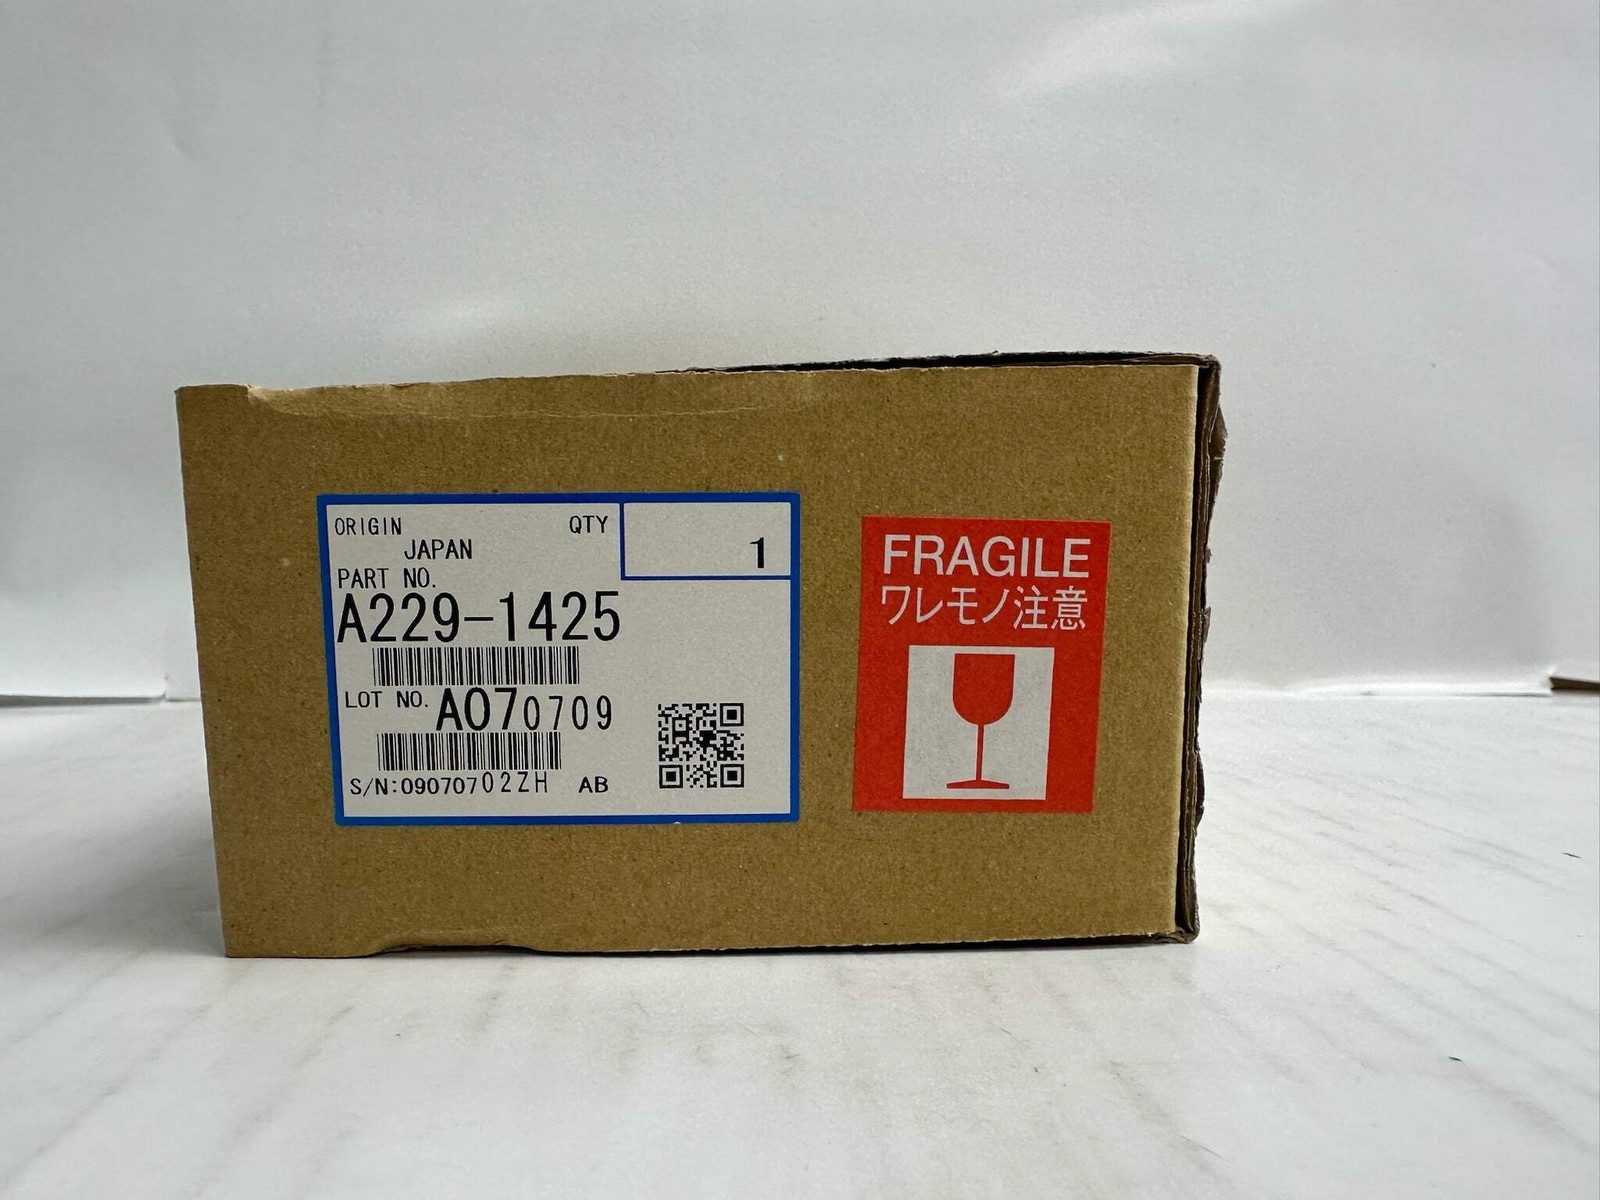 ORIGIN
JAPAN
QTY
1
PART NO.
A229-1425
LOT NO. A070709
S/N:09070702ZH AB
FRAGILE
ワレモノ注意